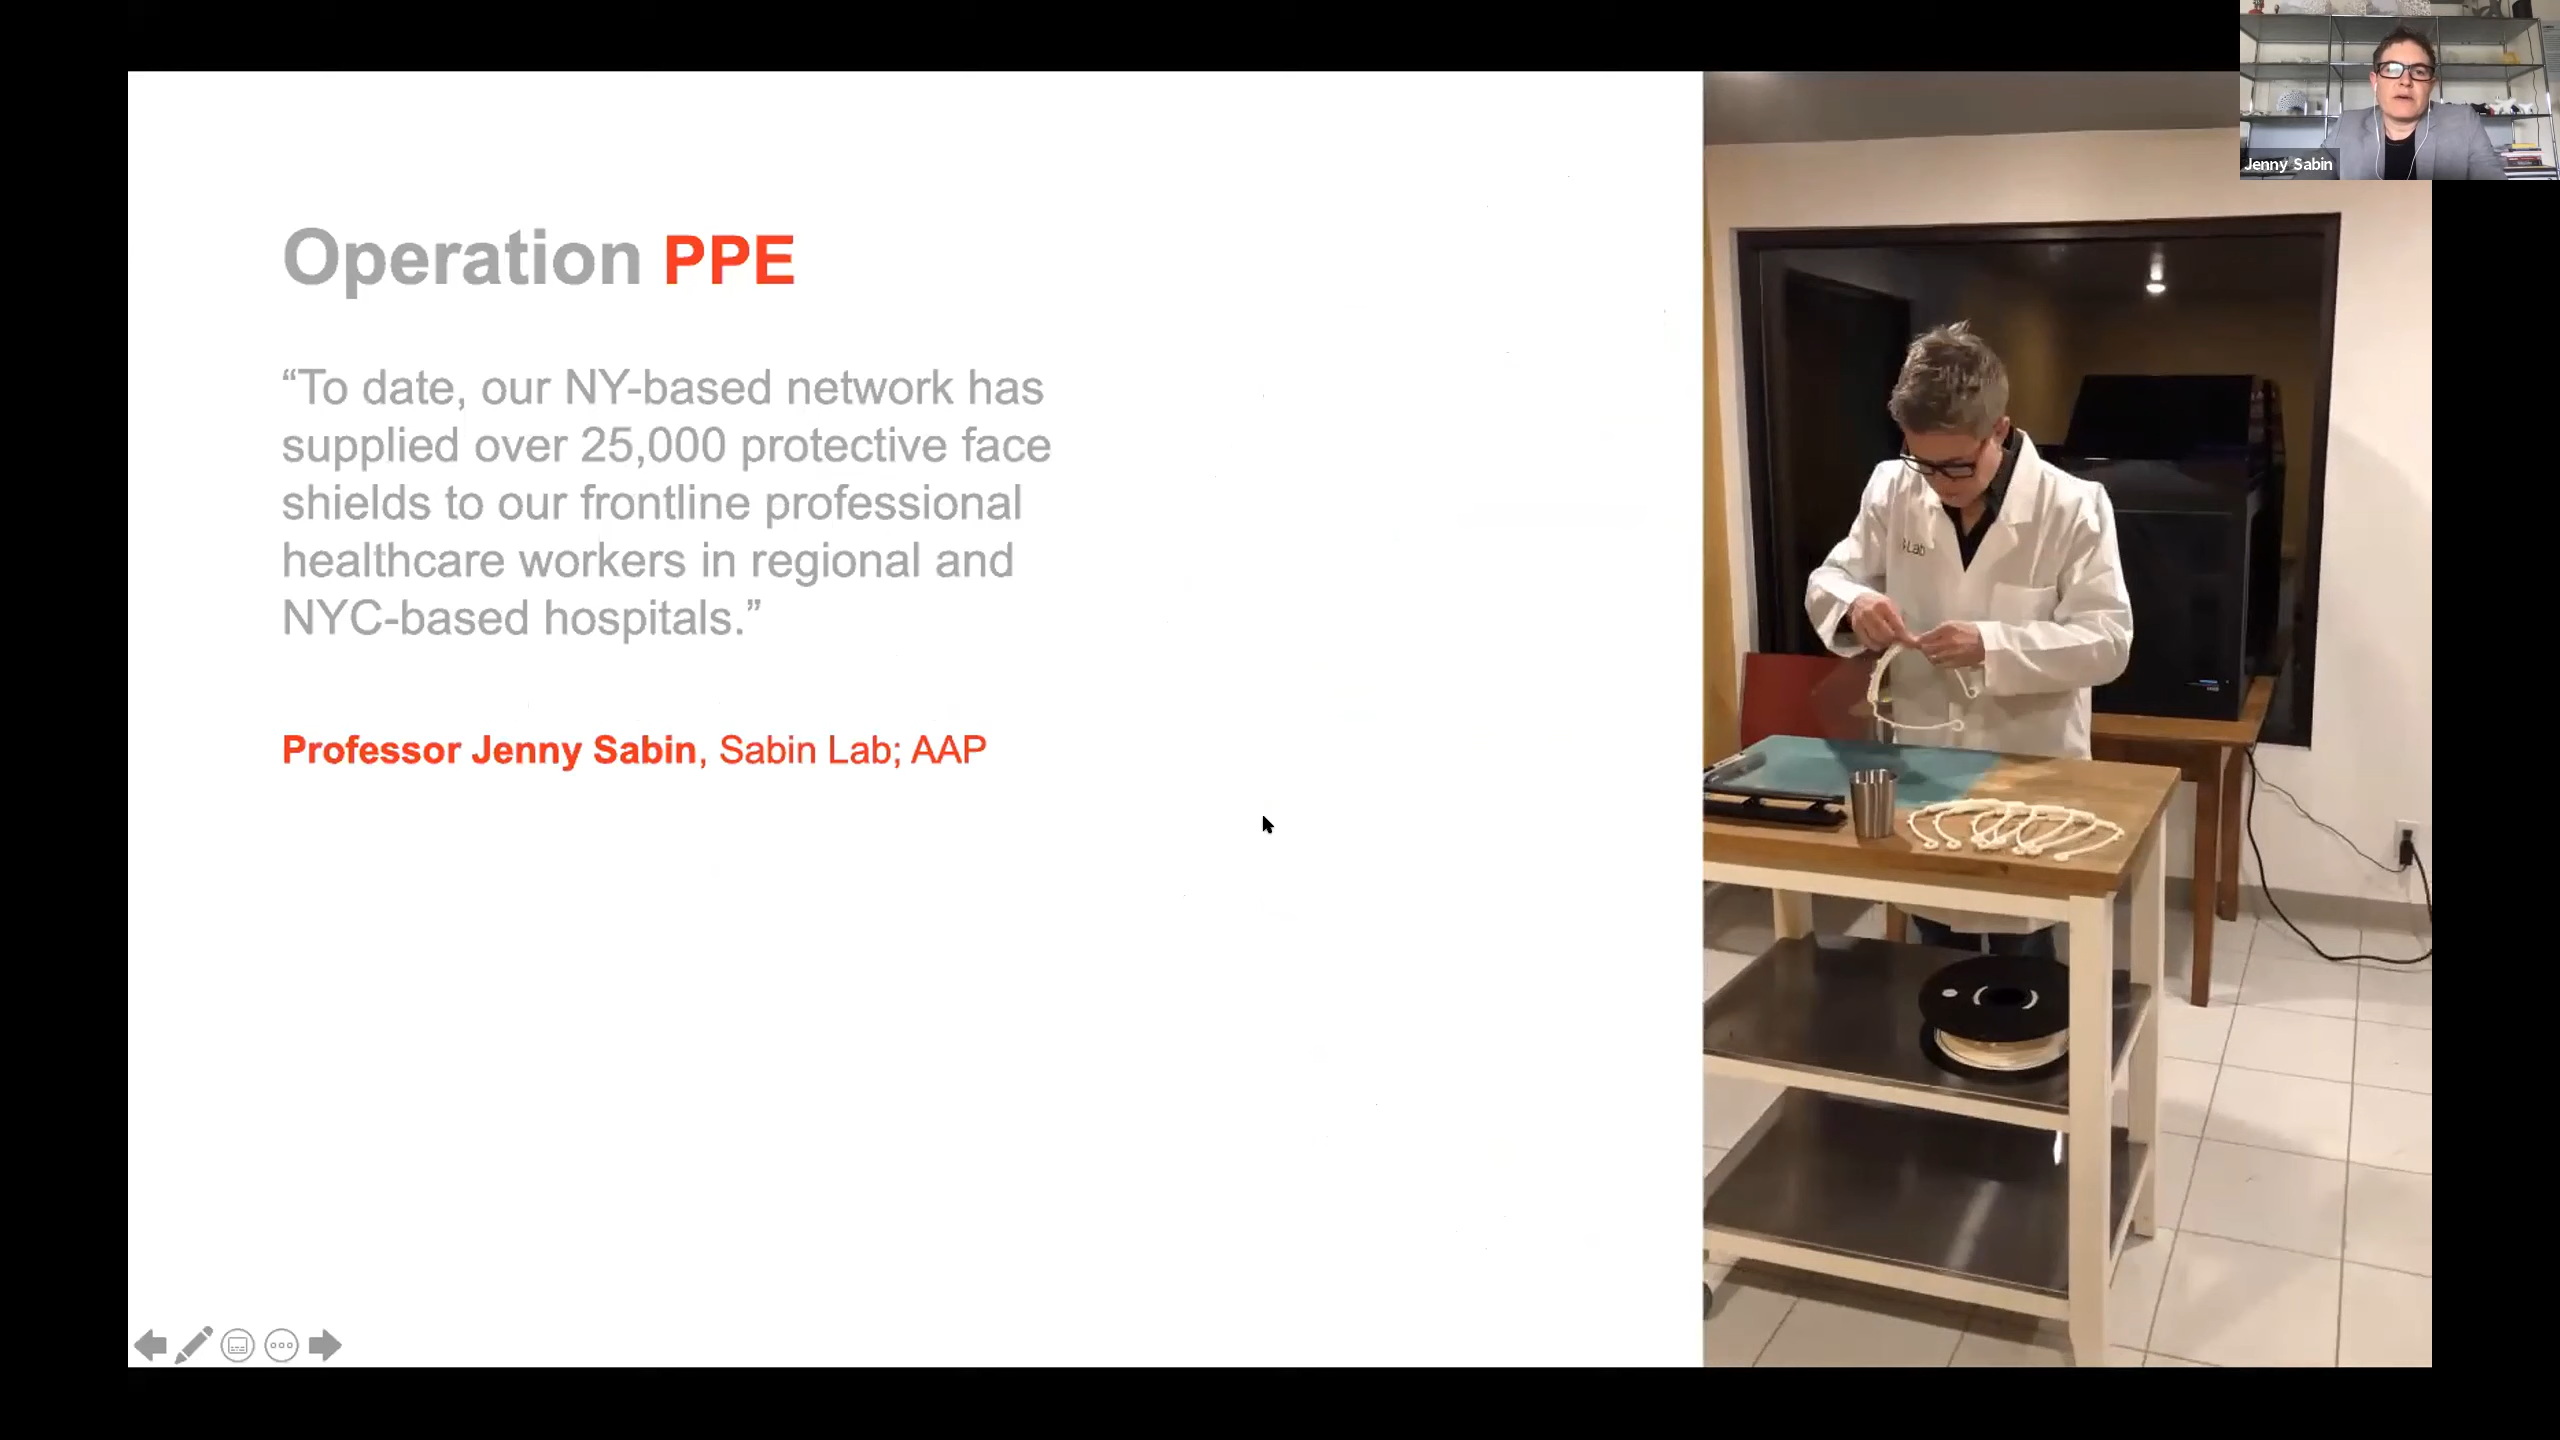 Operation PPE
“To date, our NY-based network has
supplied over 25,000 protective face
shields to our frontline professional
healthcare workers in regional and
NYC-based hospitals.”
Professor Jenny Sabin, Sabin Lab; AAP
Jenny Sabin
Lab